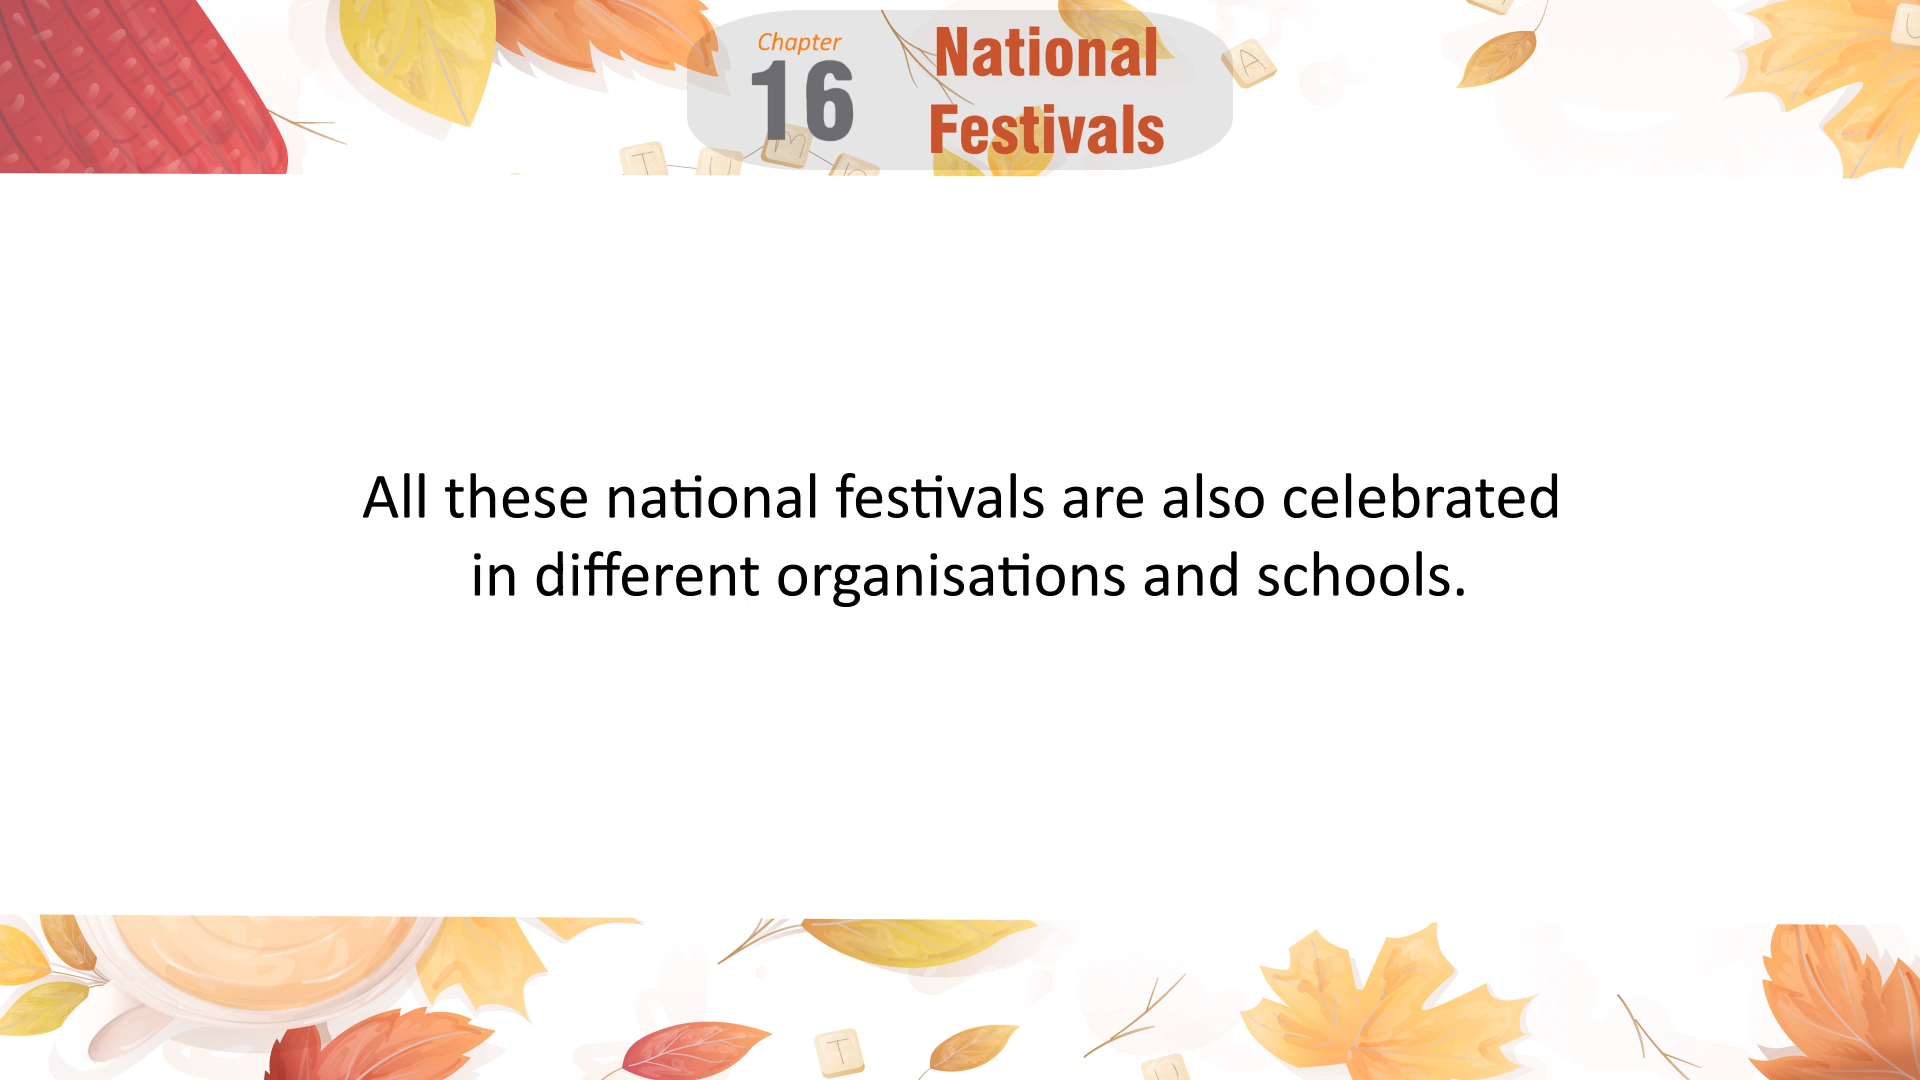 Chapter
16
National
Festivals
A
T
U
M
All these national festivals are also celebrated
in different organisations and schools.
T